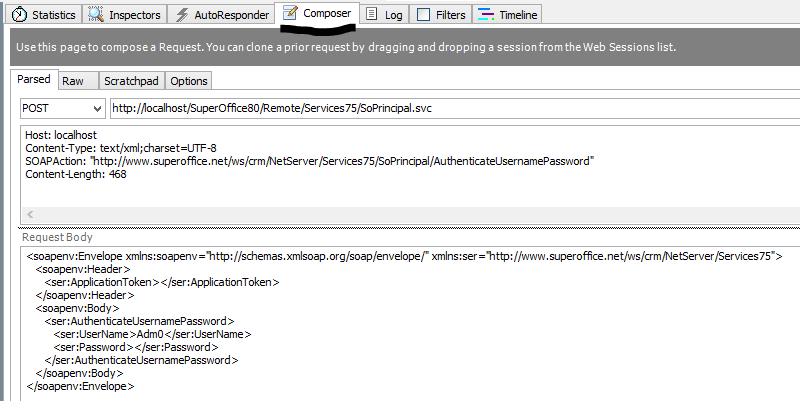 Statistics Inspectors AutoResponder Composer Log Filters Timeline
Use this page to compose a Request. You can clone a prior request by dragging and dropping a session from the Web Sessions list.
Parsed Raw Scratchpad Options
POST http://localhost/SuperOffice80/Remote/Services75/SoPrincipal.svc
Host: localhost
Content-Type: text/xml;charset=UTF-8
SOAPAction: "http://www.superoffice.net/ws/crm/NetServer/Services75/SoPrincipal/AuthenticateUsernamePassword"
Content-Length: 468
Request Body
<soapenv:Envelope xmlns:soapenv="http://schemas.xmlsoap.org/soap/envelope/" xmlns:ser="http://www.superoffice.net/ws/crm/NetServer/Services75">
<soapenv:Header>
<ser:ApplicationToken></ser:ApplicationToken>
</soapenv:Header>
<soapenv:Body>
<ser:AuthenticateUsernamePassword>
<ser:UserName>Adm0</ser:UserName>
<ser:Password></ser:Password>
</ser:AuthenticateUsernamePassword>
</soapenv:Body>
</soapenv:Envelope>